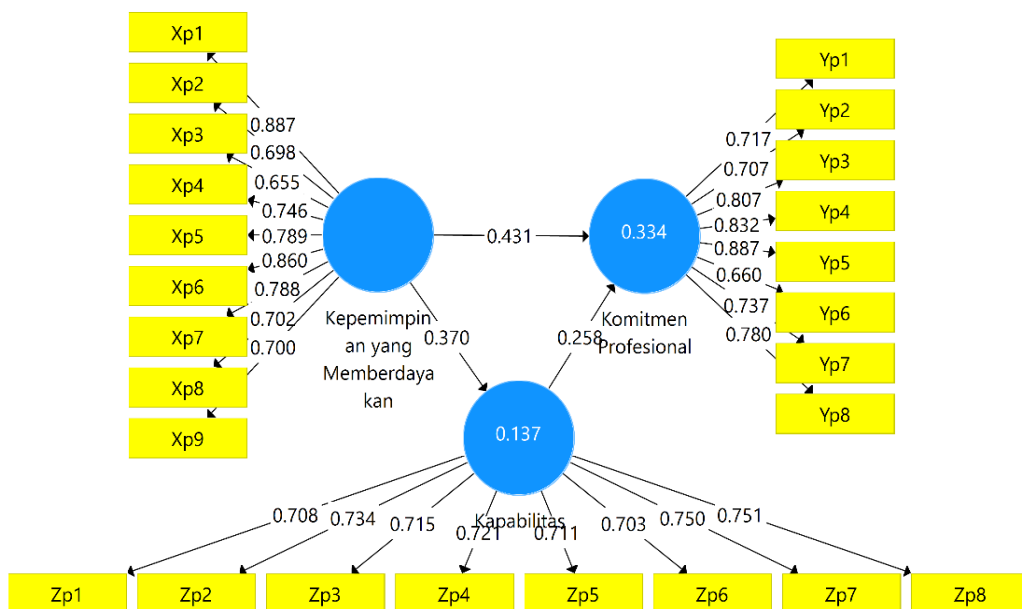 Xp1
Xp2
Xp3
Xp4
Xp5
Xp6
Xp7
Xp8
Xp9
0.887
0.698
0.655
0.746
0.789
0.860
0.788
0.702
0.700
Kepemimpin
an yang
Memberdaya
kan
0.431
0.370
0.258
0.334
Komitmen
Profesional
0.717
0.707
0.807
0.832
0.887
0.660
0.737
0.780
Yp1
Yp2
Yp3
Yp4
Yp5
Yp6
Yp7
Yp8
0.137
Kapabilitas
0.708
0.734
0.715
0.721
0.711
0.703
0.750
0.751
Zp1
Zp2
Zp3
Zp4
Zp5
Zp6
Zp7
Zp8